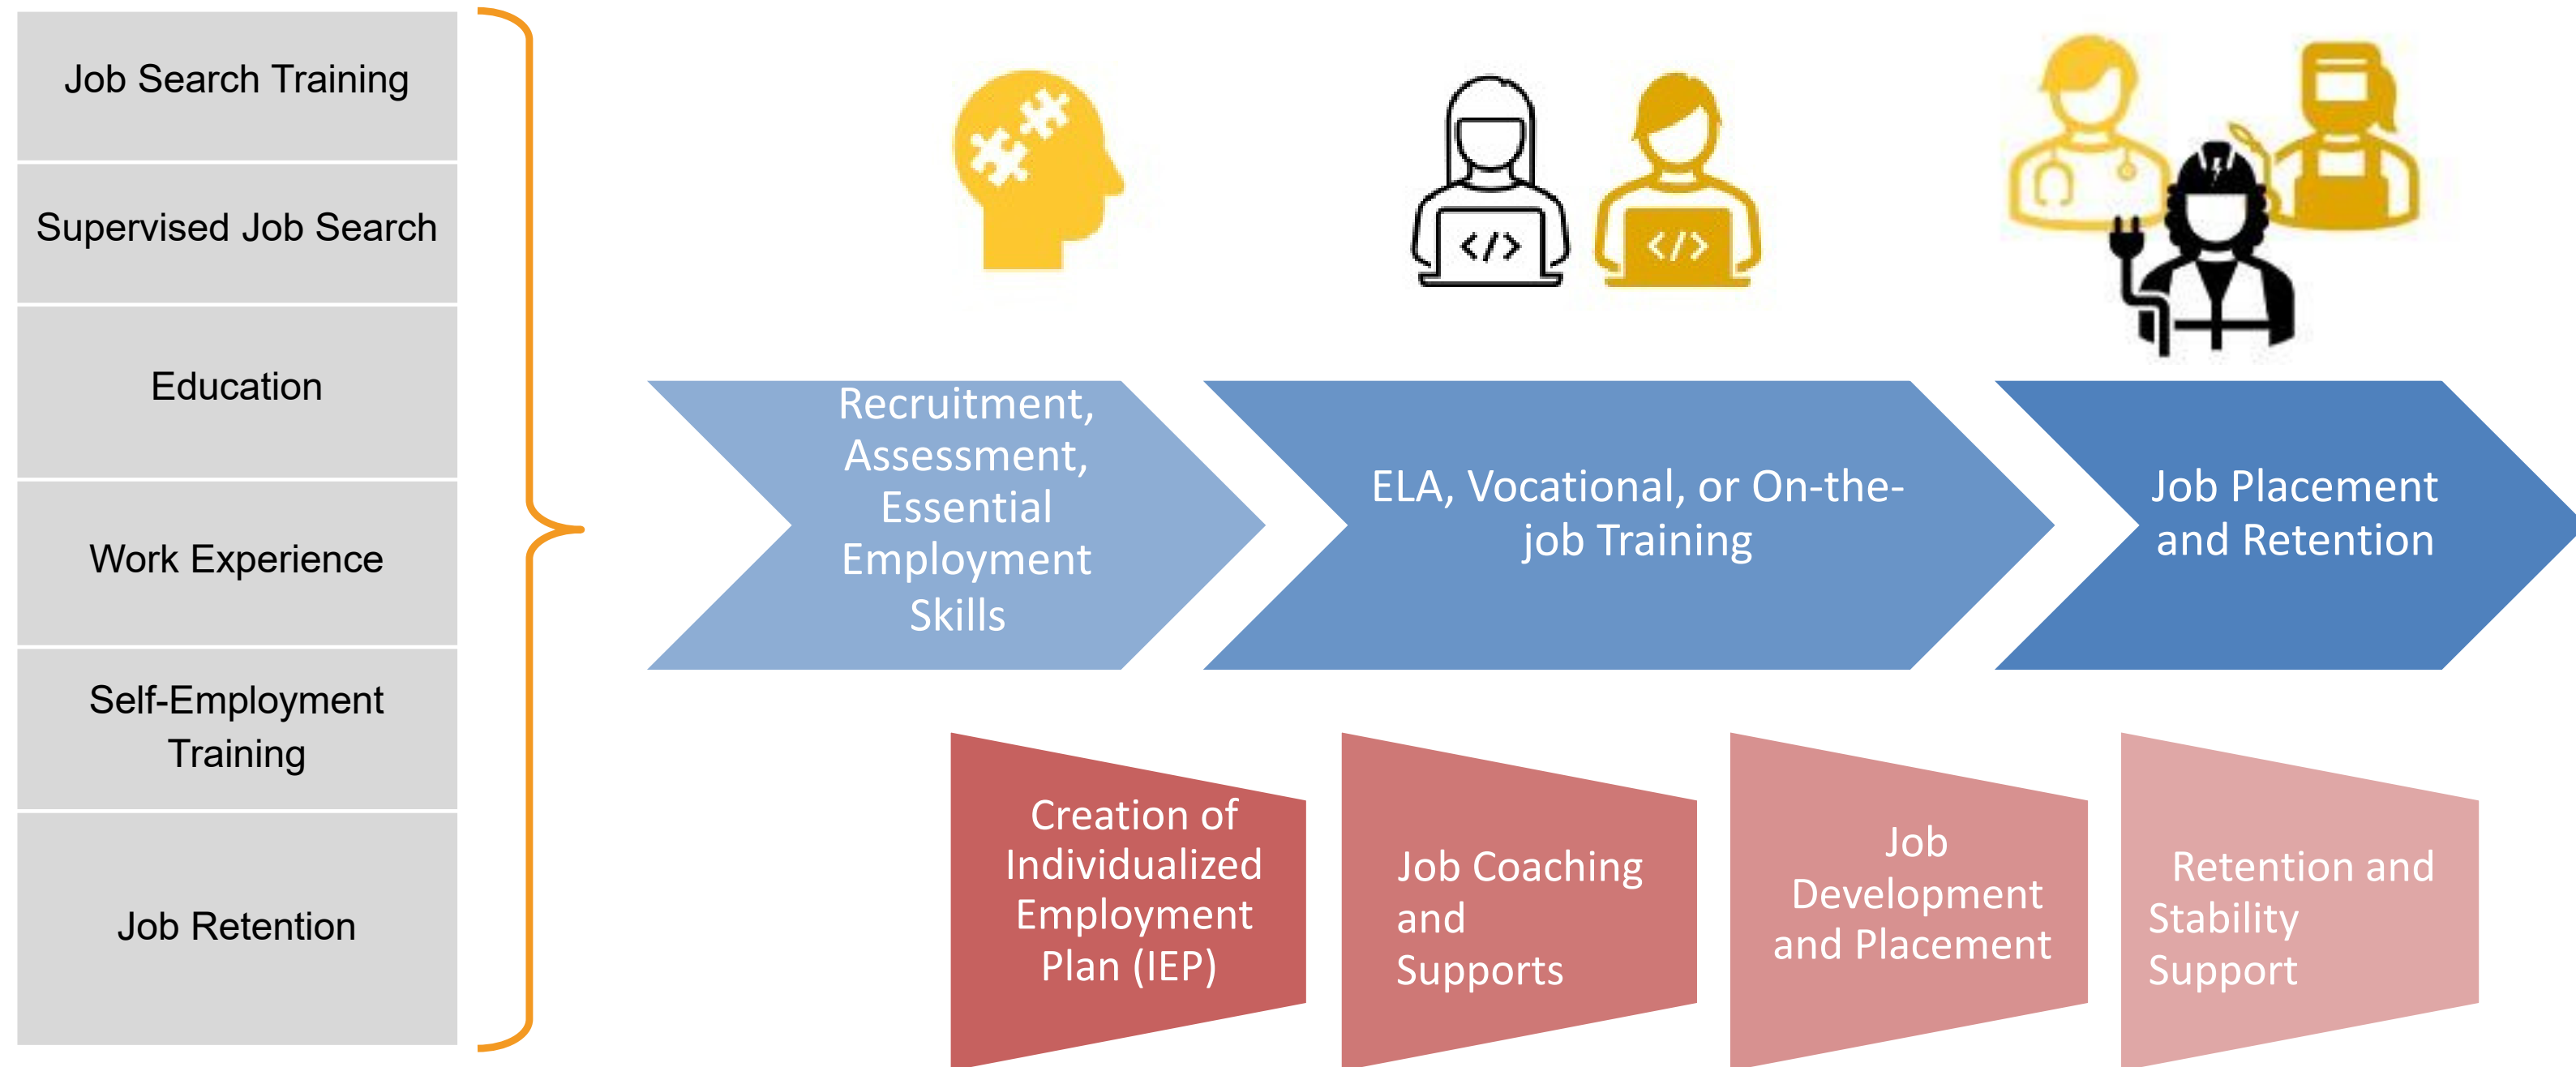 Job Search Training
Supervised Job Search
Education
Work Experience
Self-Employment
Training
Job Retention
</>
</>
Recruitment,
Assessment,
Essential
Employment
Skills
ELA, Vocational, or On-the-
job Training
Job Placement
and Retention
Creation of
Individualized
Employment
Plan (IEP)
Job Coaching
and
Supports
Job
Development
and Placement
Retention and
Stability
Support